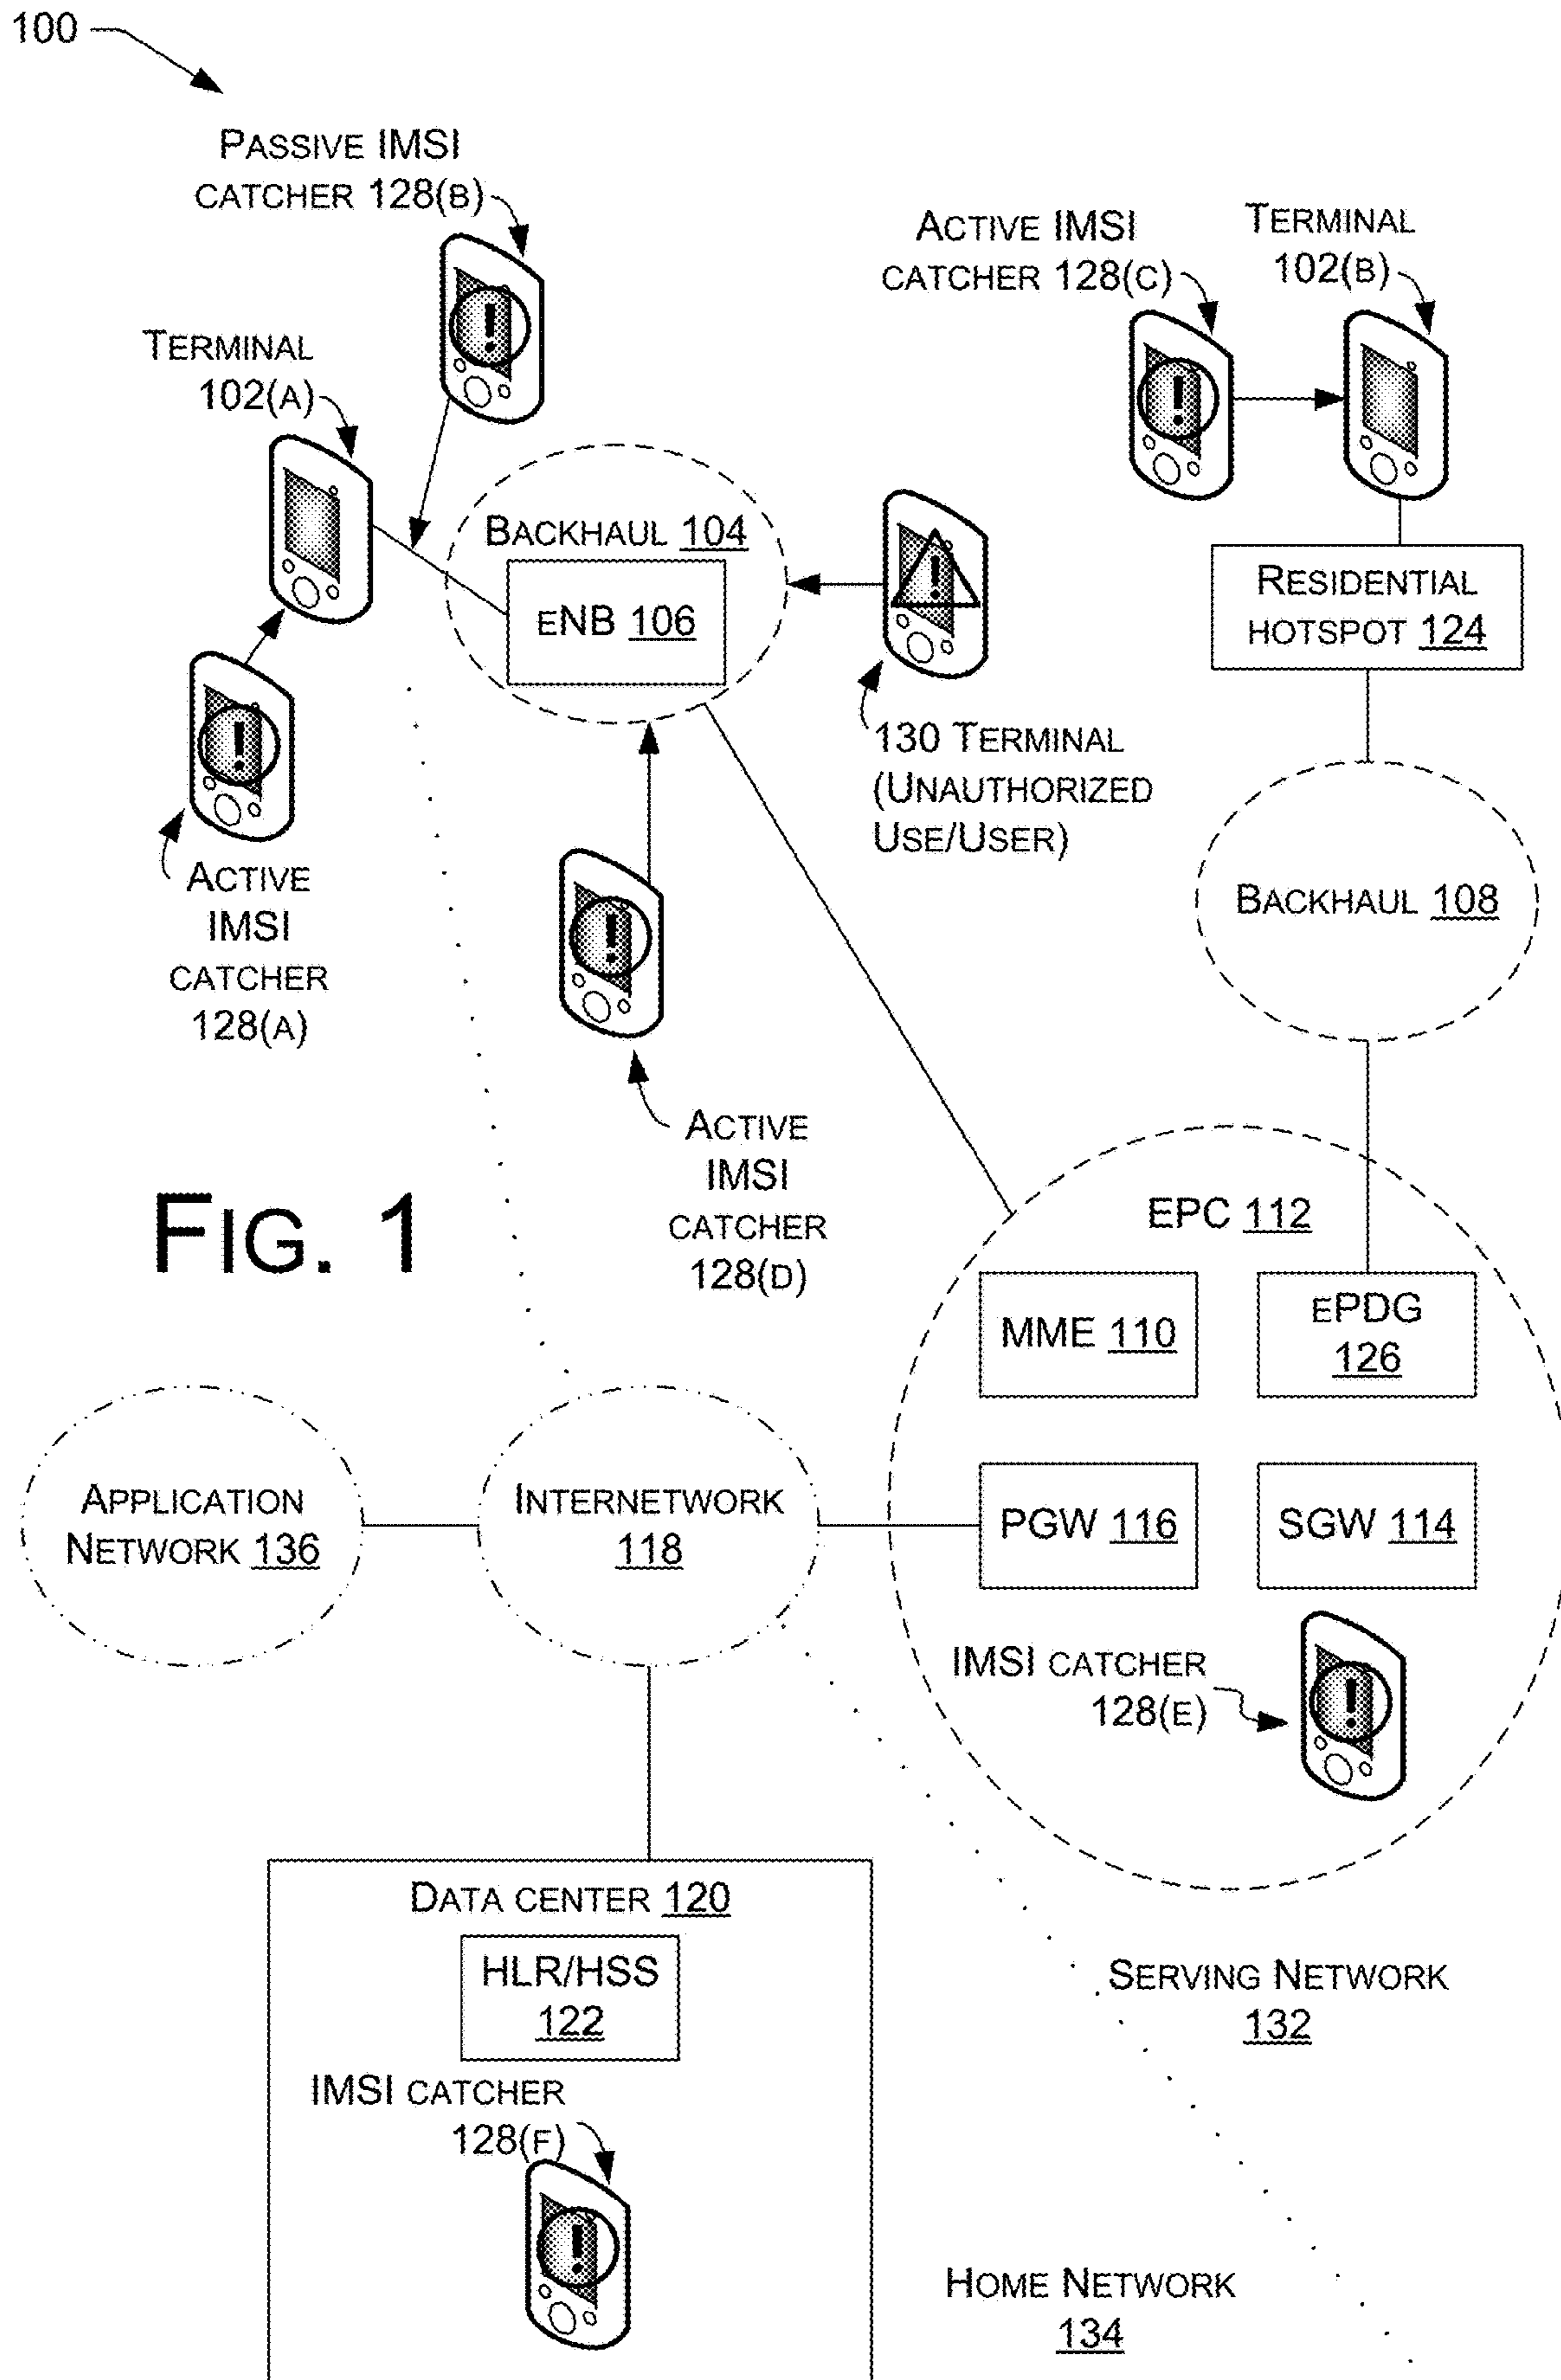 100
PASSIVE IMSI
CATCHER 128(B)
ACTIVE IMSI
CATCHER 128(C)
TERMINAL
102(B)
TERMINAL
102(A)
BACKHAUL 104
eNB 106
RESIDENTIAL
HOTSPOT 124
130 TERMINAL
(UNAUTHORIZED
USE/USER)
ACTIVE
IMSI
CATCHER
128(A)
BACKHAUL 108
ACTIVE
IMSI
CATCHER
128(D)
FIG. 1
EPC 112
MME 110
ePDG
126
APPLICATION
NETWORK 136
INTERNETWORK
118
PGW 116
SGW 114
IMSI CATCHER
128(E)
DATA CENTER 120
HLR/HSS
122
IMSI CATCHER
128(F)
SERVING NETWORK
132
HOME NETWORK
134